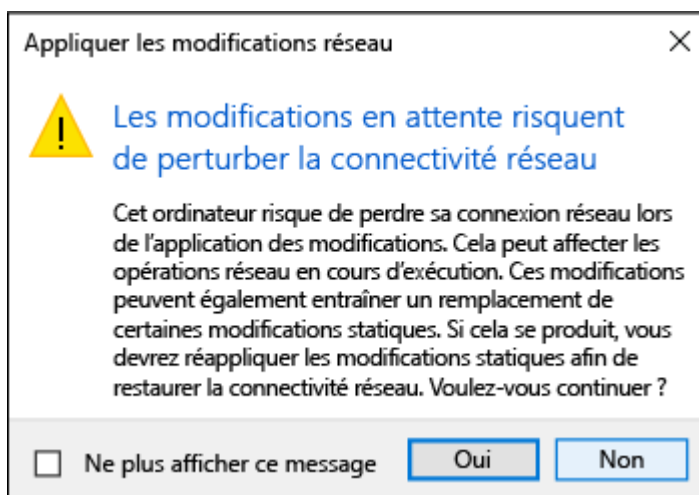 Appliquer les modifications réseau
Les modifications en attente risquent
de perturber la connectivité réseau
Cet ordinateur risque de perdre sa connexion réseau lors
de l'application des modifications. Cela peut affecter les
opérations réseau en cours d'exécution. Ces modifications
peuvent également entraîner un remplacement de
certaines modifications statiques. Si cela se produit, vous
devrez réappliquer les modifications statiques afin de
restaurer la connectivité réseau. Voulez-vous continuer ?
Ne plus afficher ce message
Oui
Non